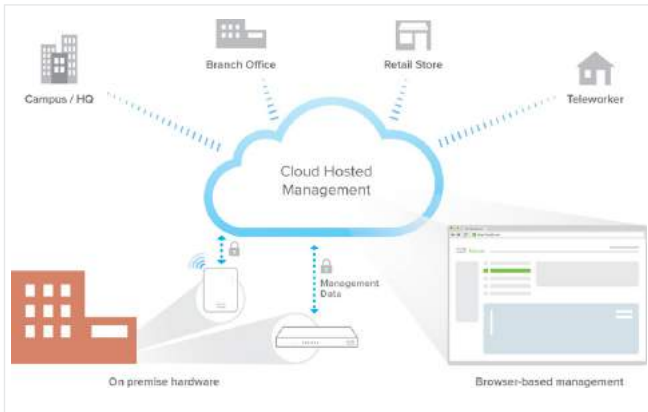 Branch Office
Retail Store
Campus / HQ
Teleworker
Cloud Hosted
Management
Management
Data
On premise hardware
Browser-based management